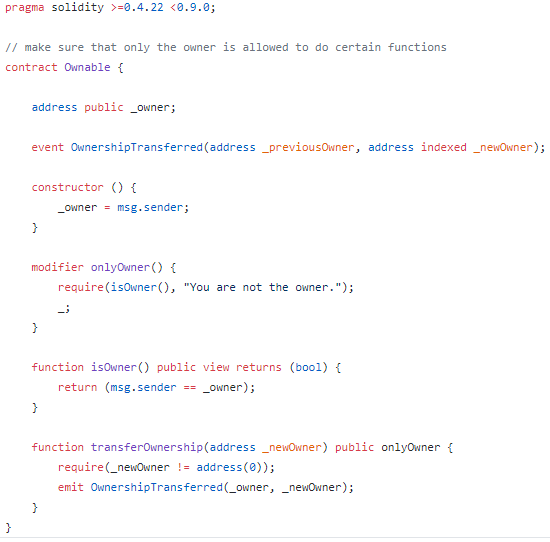 pragma solidity >=0.4.22 <0.9.0;
// make sure that only the owner is allowed to do certain functions
contract Ownable {
address public _owner;
event OwnershipTransferred(address _previousOwner, address indexed _newOwner);
constructor () {
_owner = msg.sender;
}
modifier onlyOwner() {
require(isOwner(), "You are not the owner.");
_;
}
function isOwner() public view returns (bool) {
return (msg.sender == _owner);
}
function transferOwnership(address _newOwner) public onlyOwner {
require(_newOwner != address(0));
emit OwnershipTransferred(_owner, _newOwner);
}
}